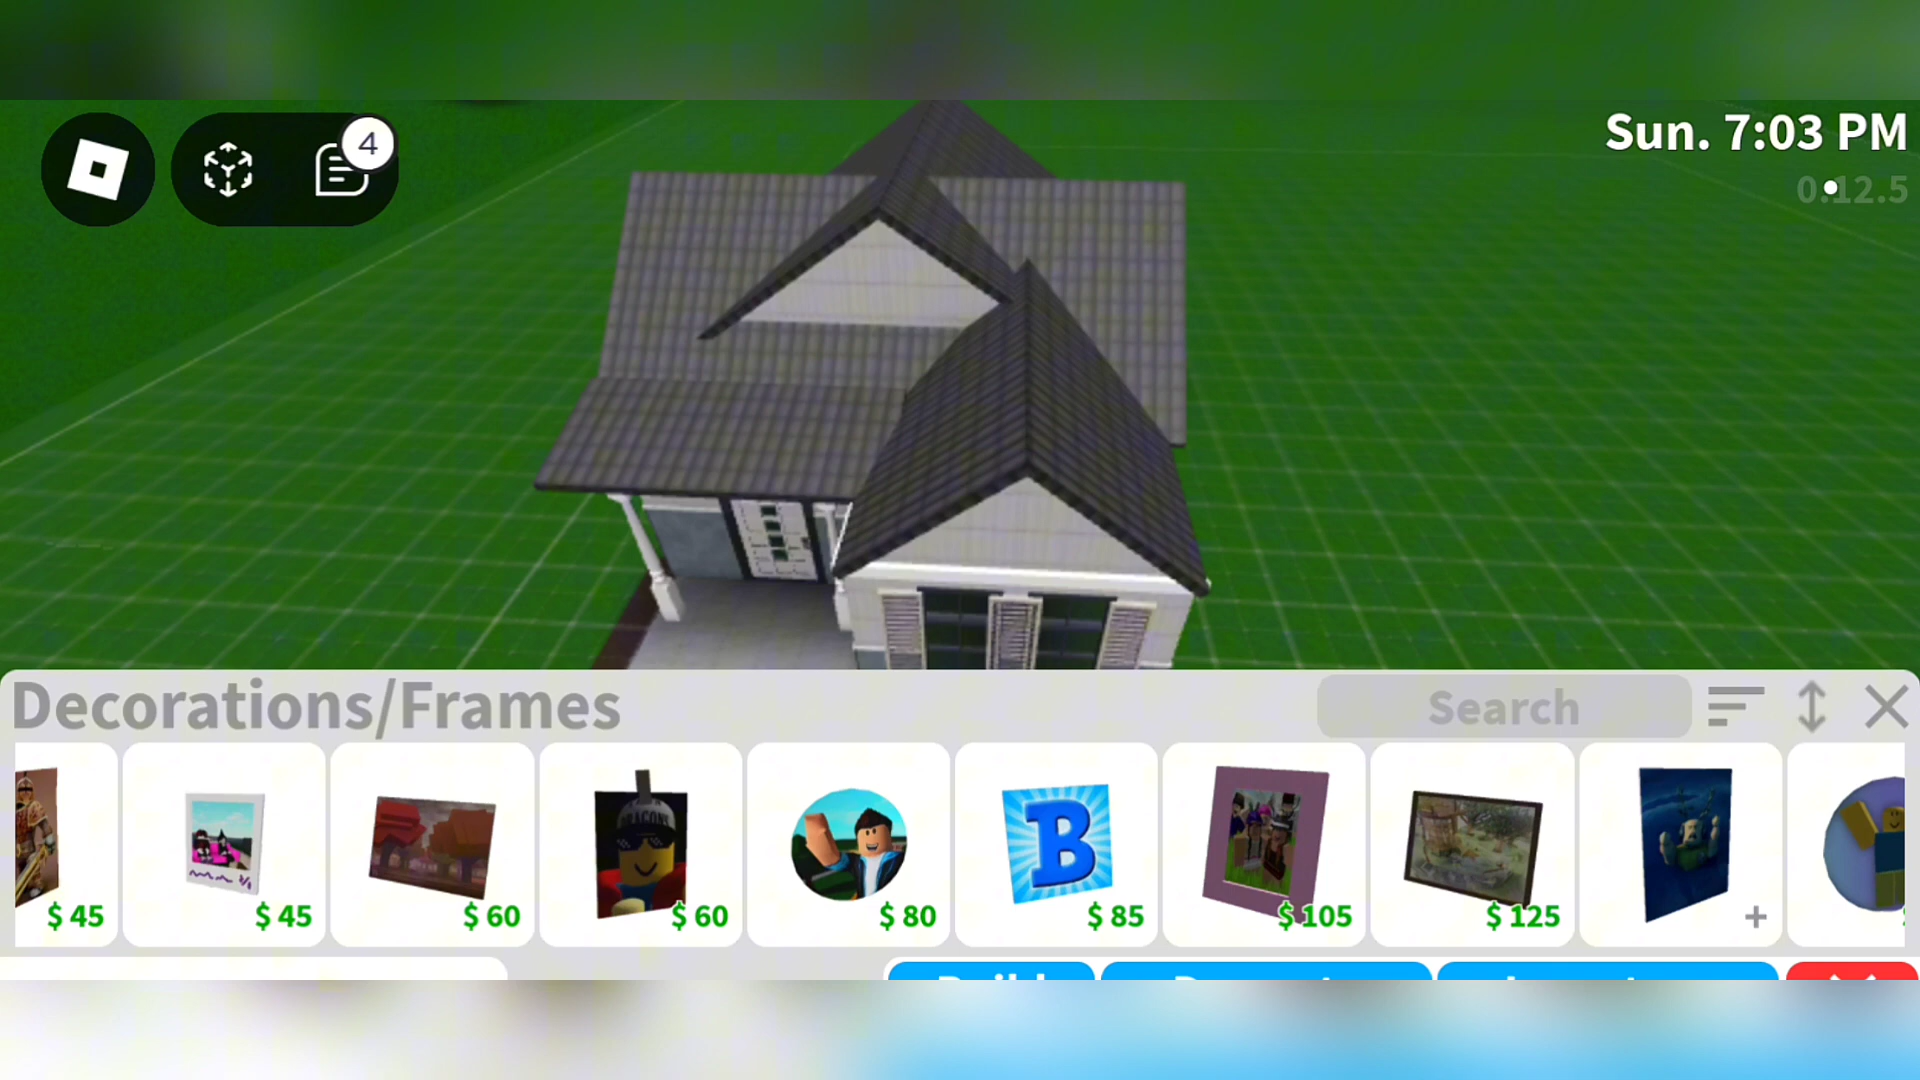 4
Sun. 7:03 PM
0.12.5
Decorations/Frames
Search
DRAGONS
B
$ 45
$ 45
$ 60
$ 60
$ 80
$ 85
$ 105
$ 125
+